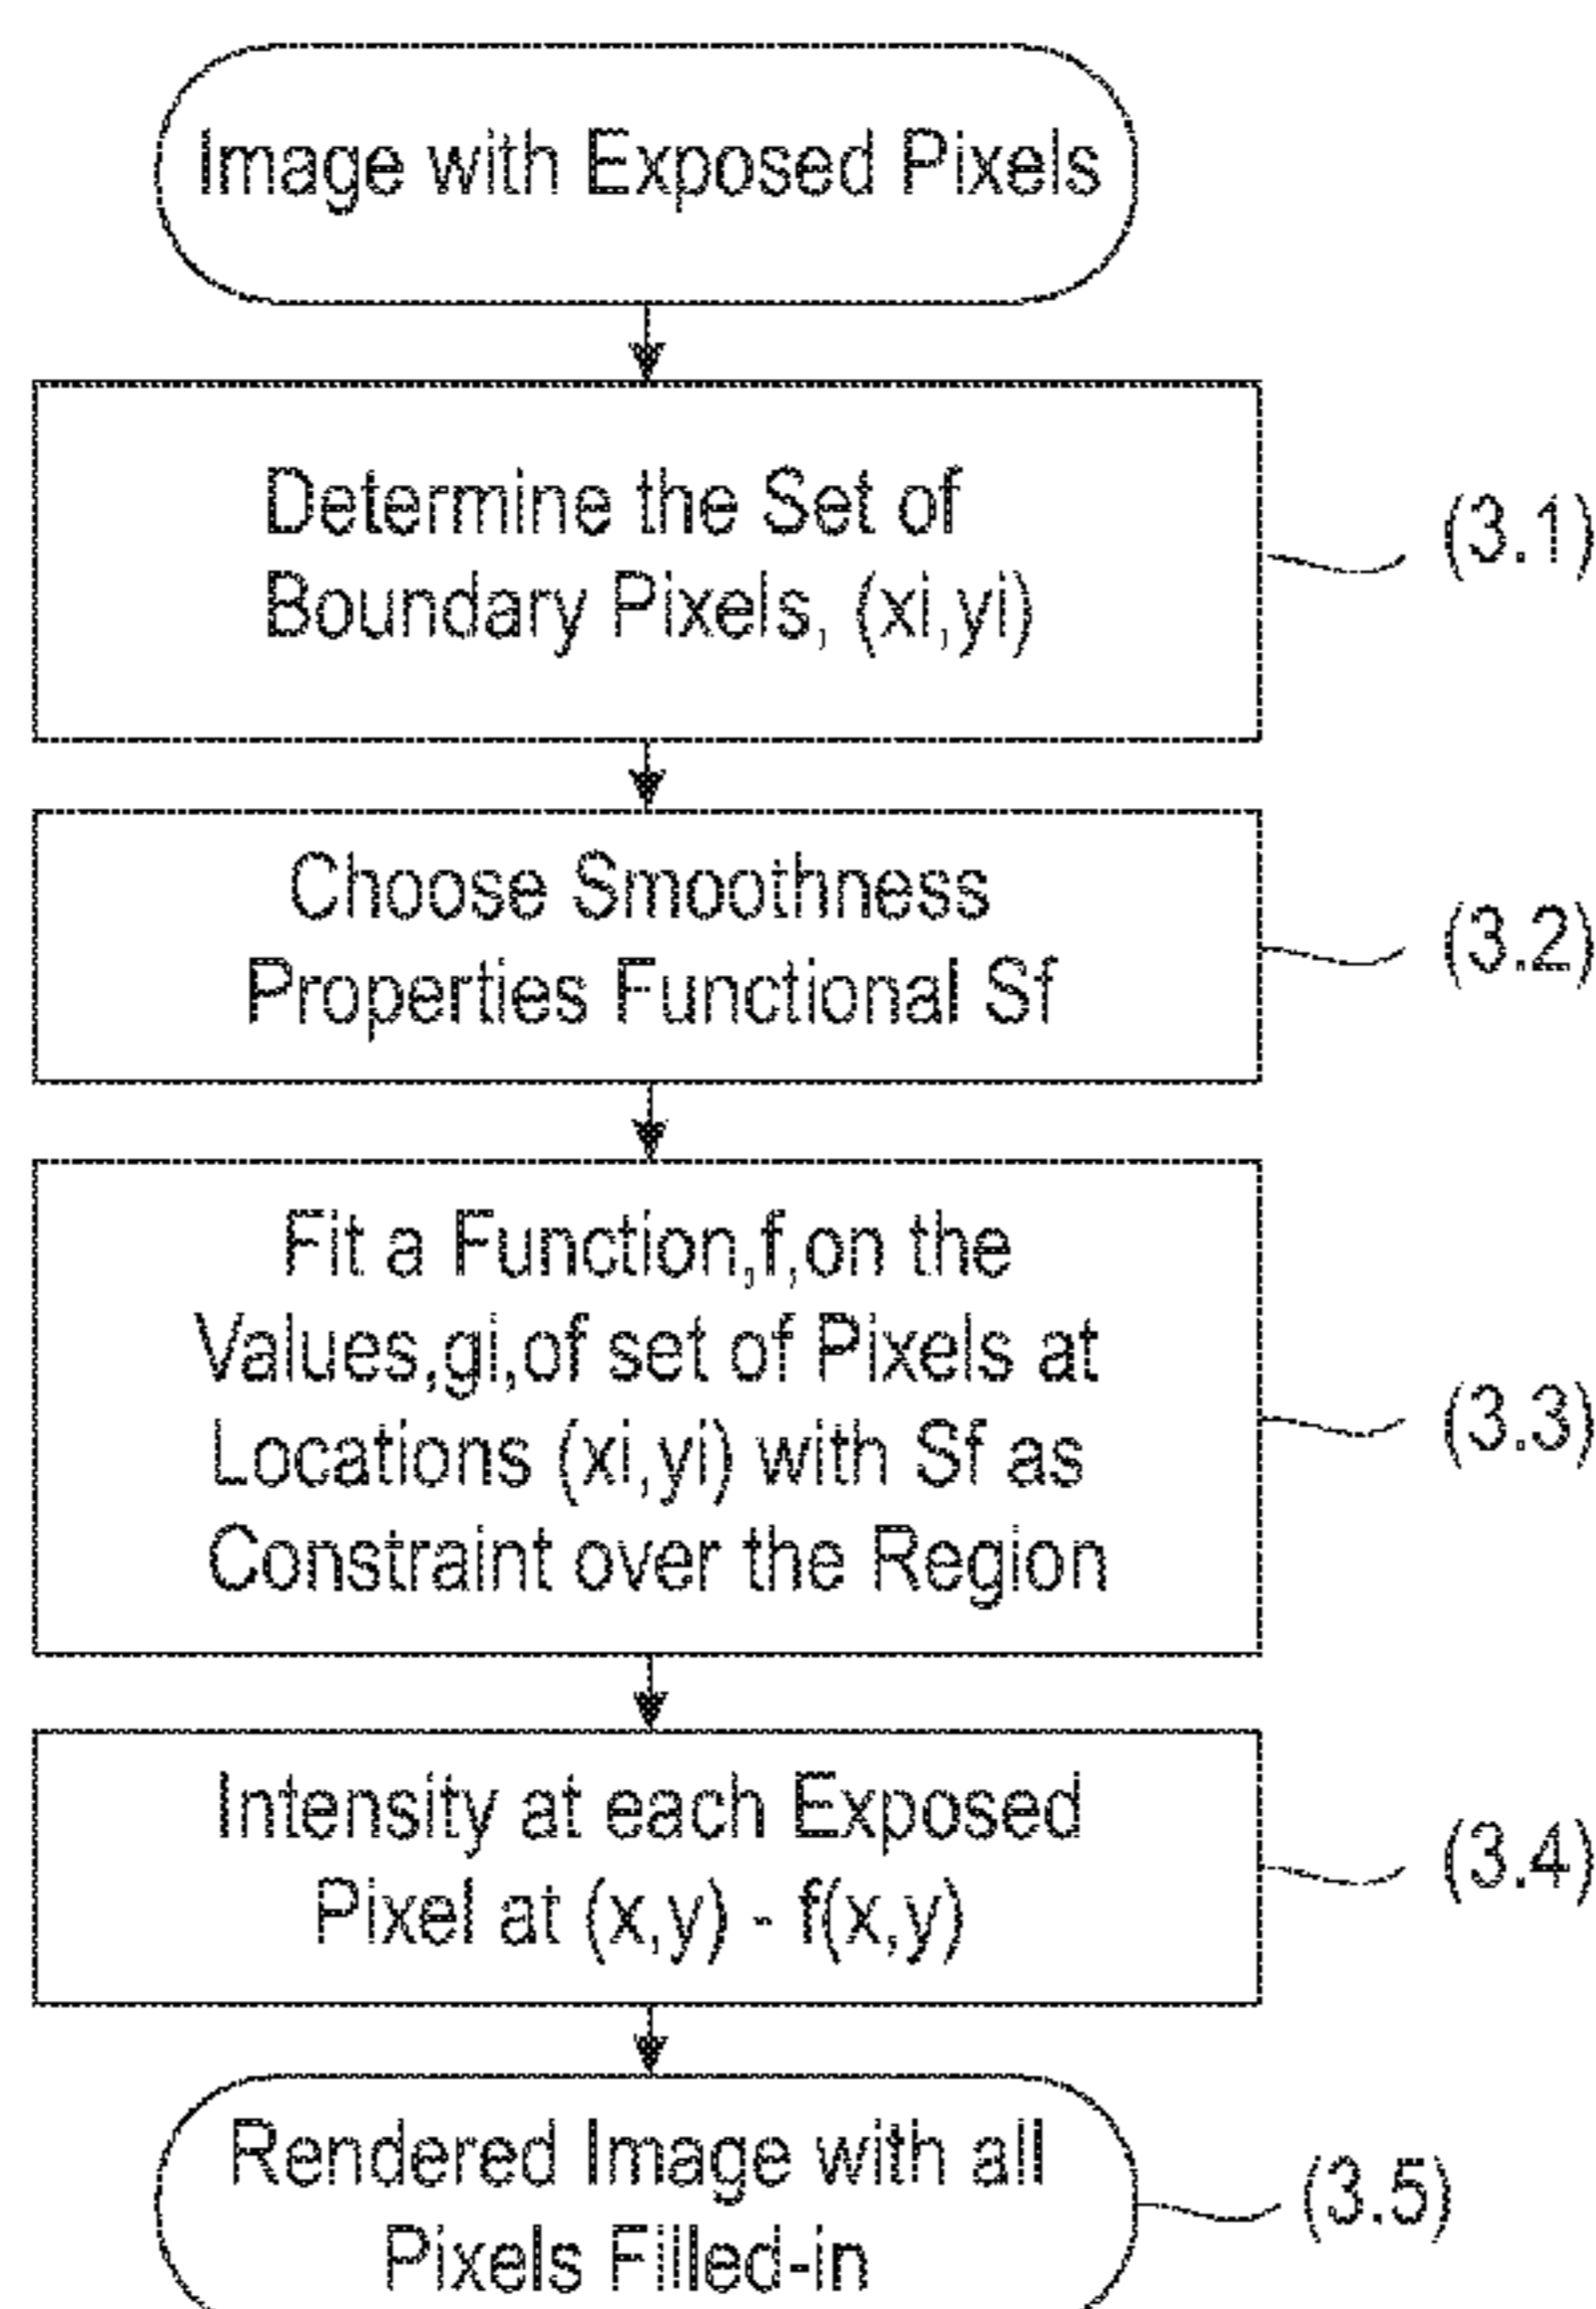 Image with Exposed Pixels
Determine the Set of
Boundary Pixels, (xi,yi)
(3.1)
Choose Smoothness
Properties Functional Sf
(3.2)
Fit a Function,f,on the
Values,gi,of set of Pixels at
Locations (xi,yi) with Sf as
Constraint over the Region
(3.3)
Intensity at each Exposed
Pixel at (x,y) - f(x,y)
(3.4)
Rendered Image with all
Pixels Filled-in
(3.5)